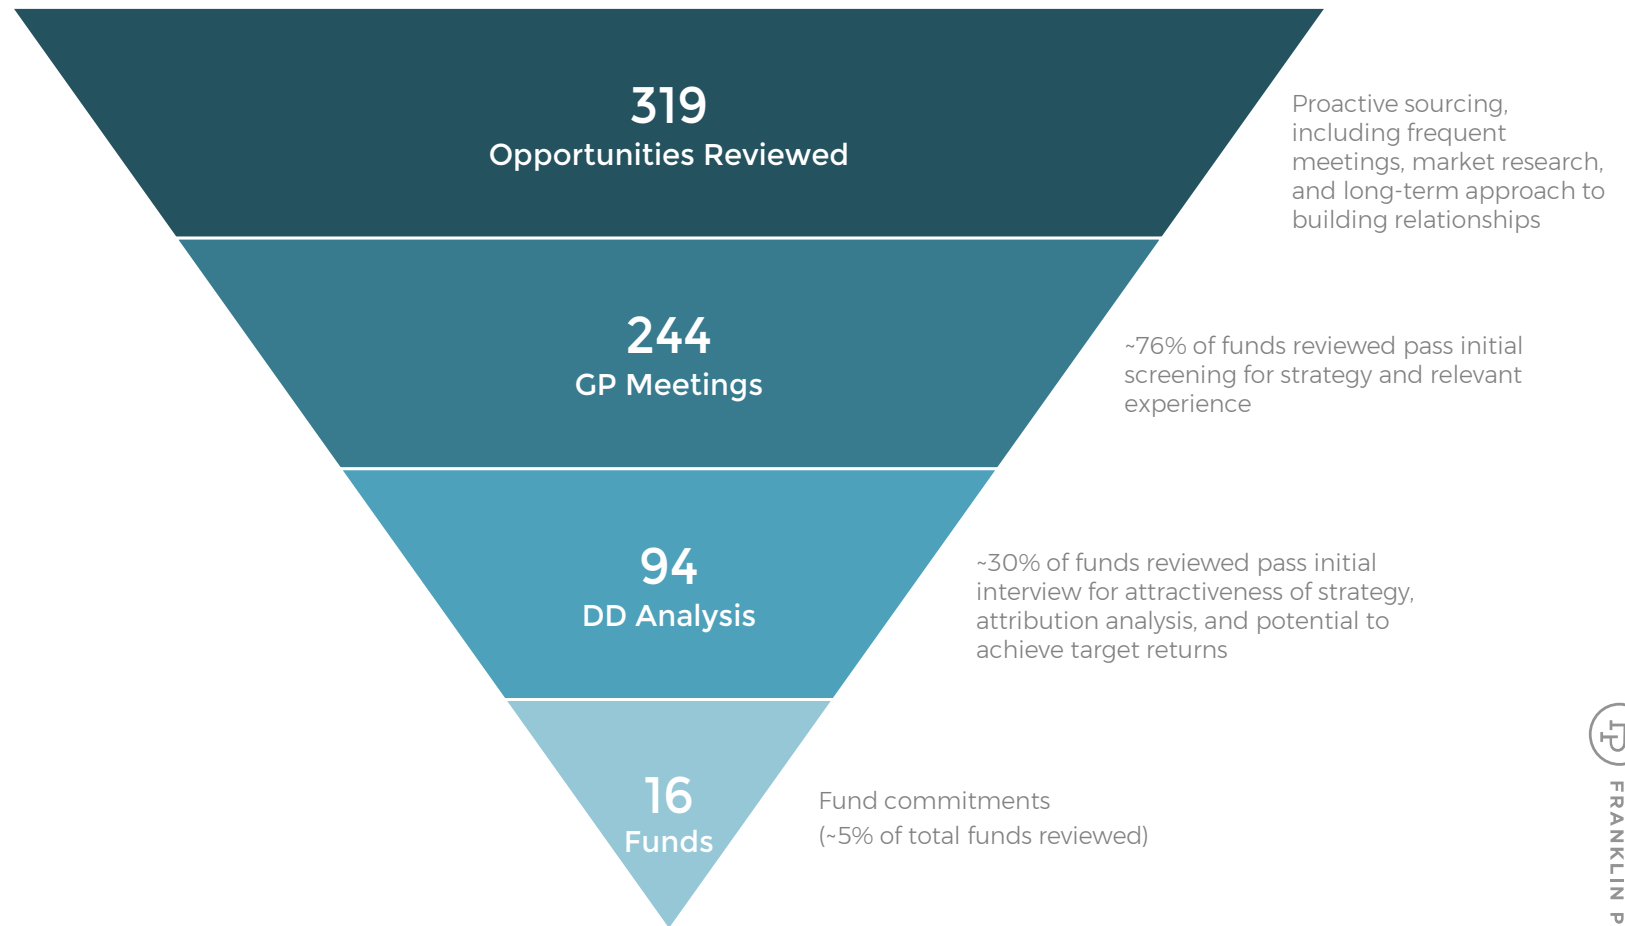 319
Opportunities Reviewed
Proactive sourcing,
including frequent
meetings, market research,
and long-term approach to
building relationships
244
GP Meetings
~76% of funds reviewed pass initial
screening for strategy and relevant
experience
94
DD Analysis
~30% of funds reviewed pass initial
interview for attractiveness of strategy,
attribution analysis, and potential to
achieve target returns
16
Funds
Fund commitments
(~5% of total funds reviewed)
FRANKLIN P